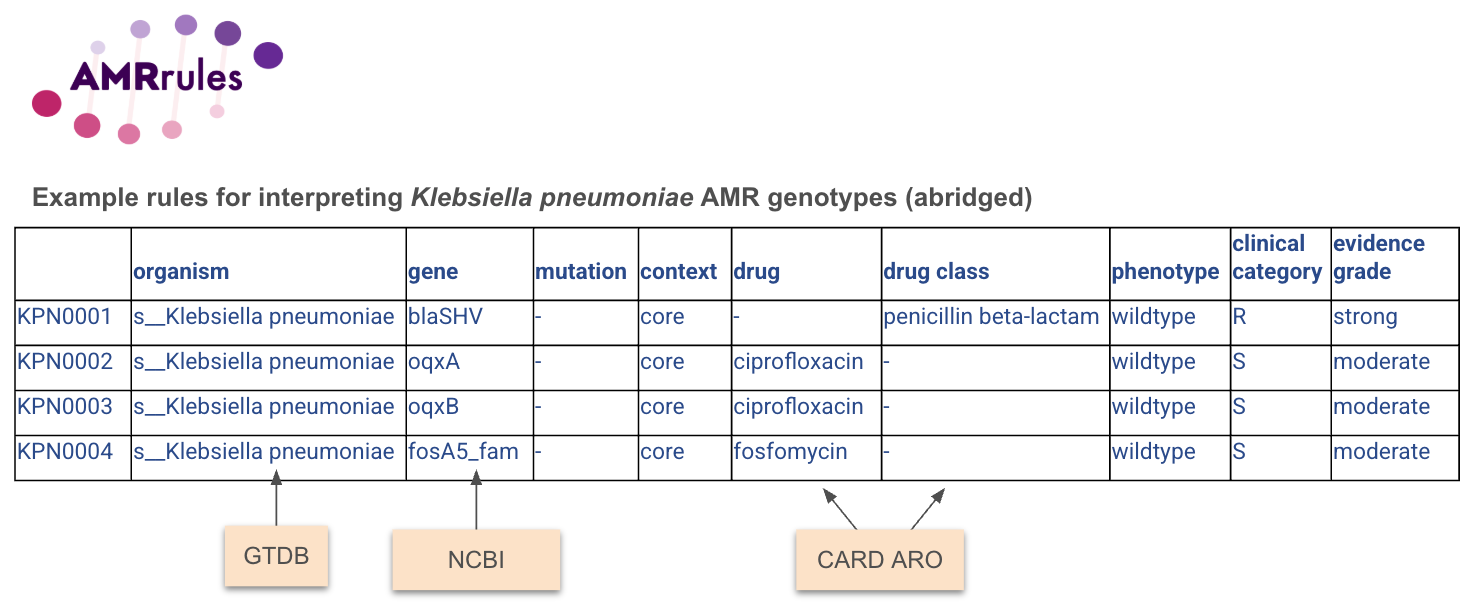 AMRrules
Example rules for interpreting Klebsiella pneumoniae AMR genotypes (abridged)
organism gene mutation context drug drug class phenotype clinical category evidence grade
KPN0001 s__Klebsiella pneumoniae blaSHV - core - penicillin beta-lactam wildtype R strong
KPN0002 s__Klebsiella pneumoniae oqxA - core ciprofloxacin - wildtype S moderate
KPN0003 s__Klebsiella pneumoniae oqxB - core ciprofloxacin - wildtype S moderate
KPN0004 s__Klebsiella pneumoniae fosA5_fam - core fosfomycin - wildtype S moderate
GTDB NCBI CARD ARO